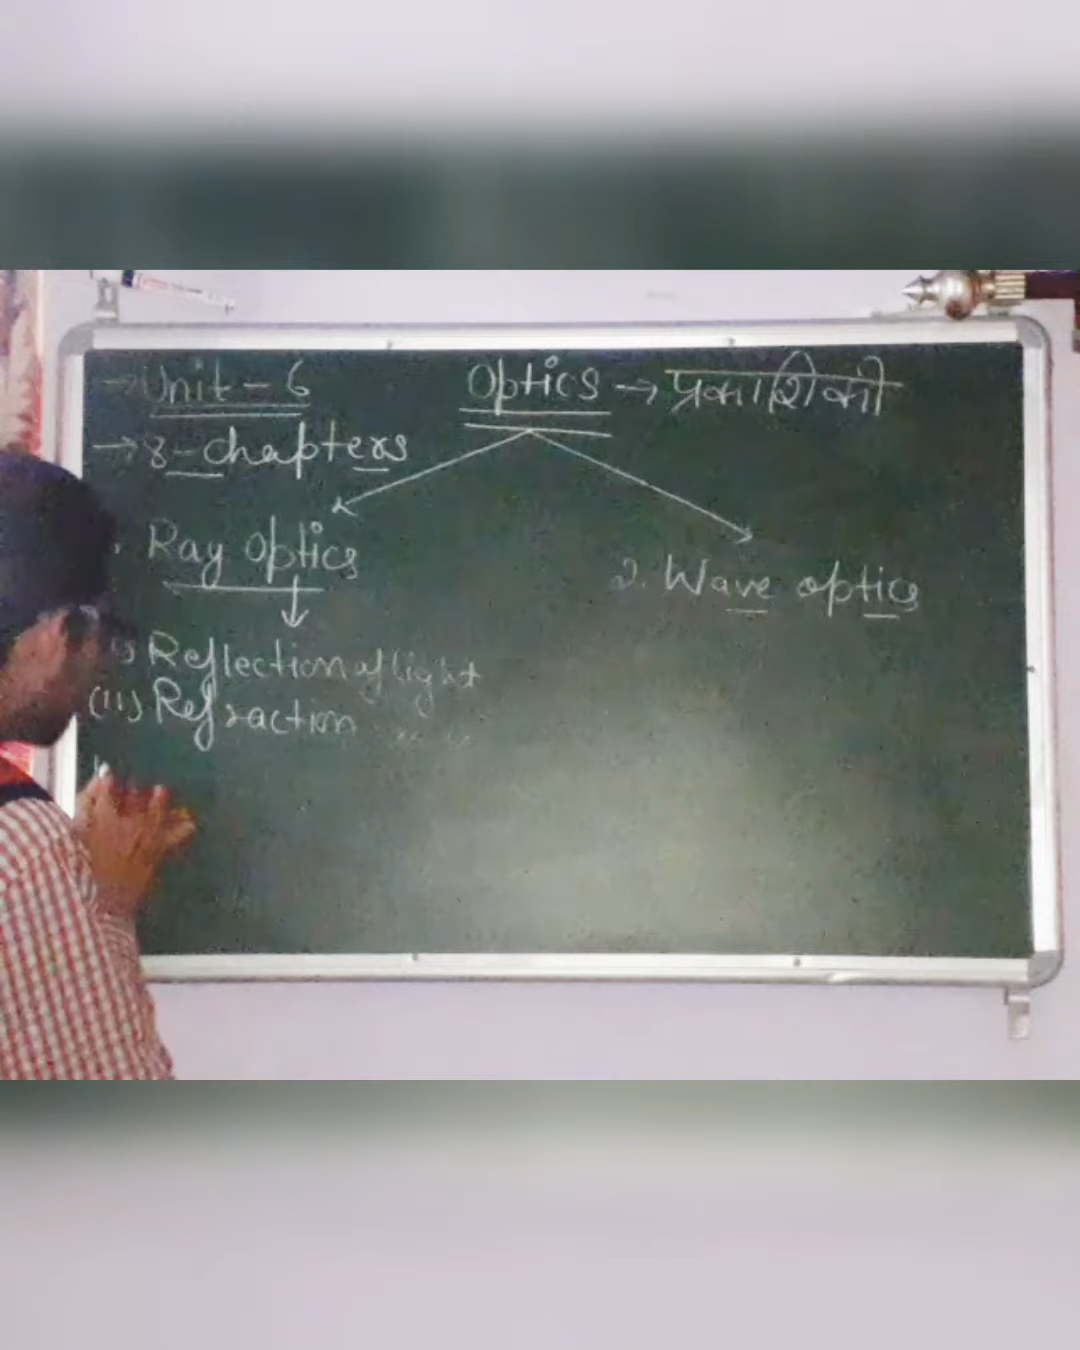 → Unit - 6
Optics → प्रकाशिकी
→ 8 - chapters
Ray optics
2. Wave optics
(i) Reflection of light
(ii) Refraction " "